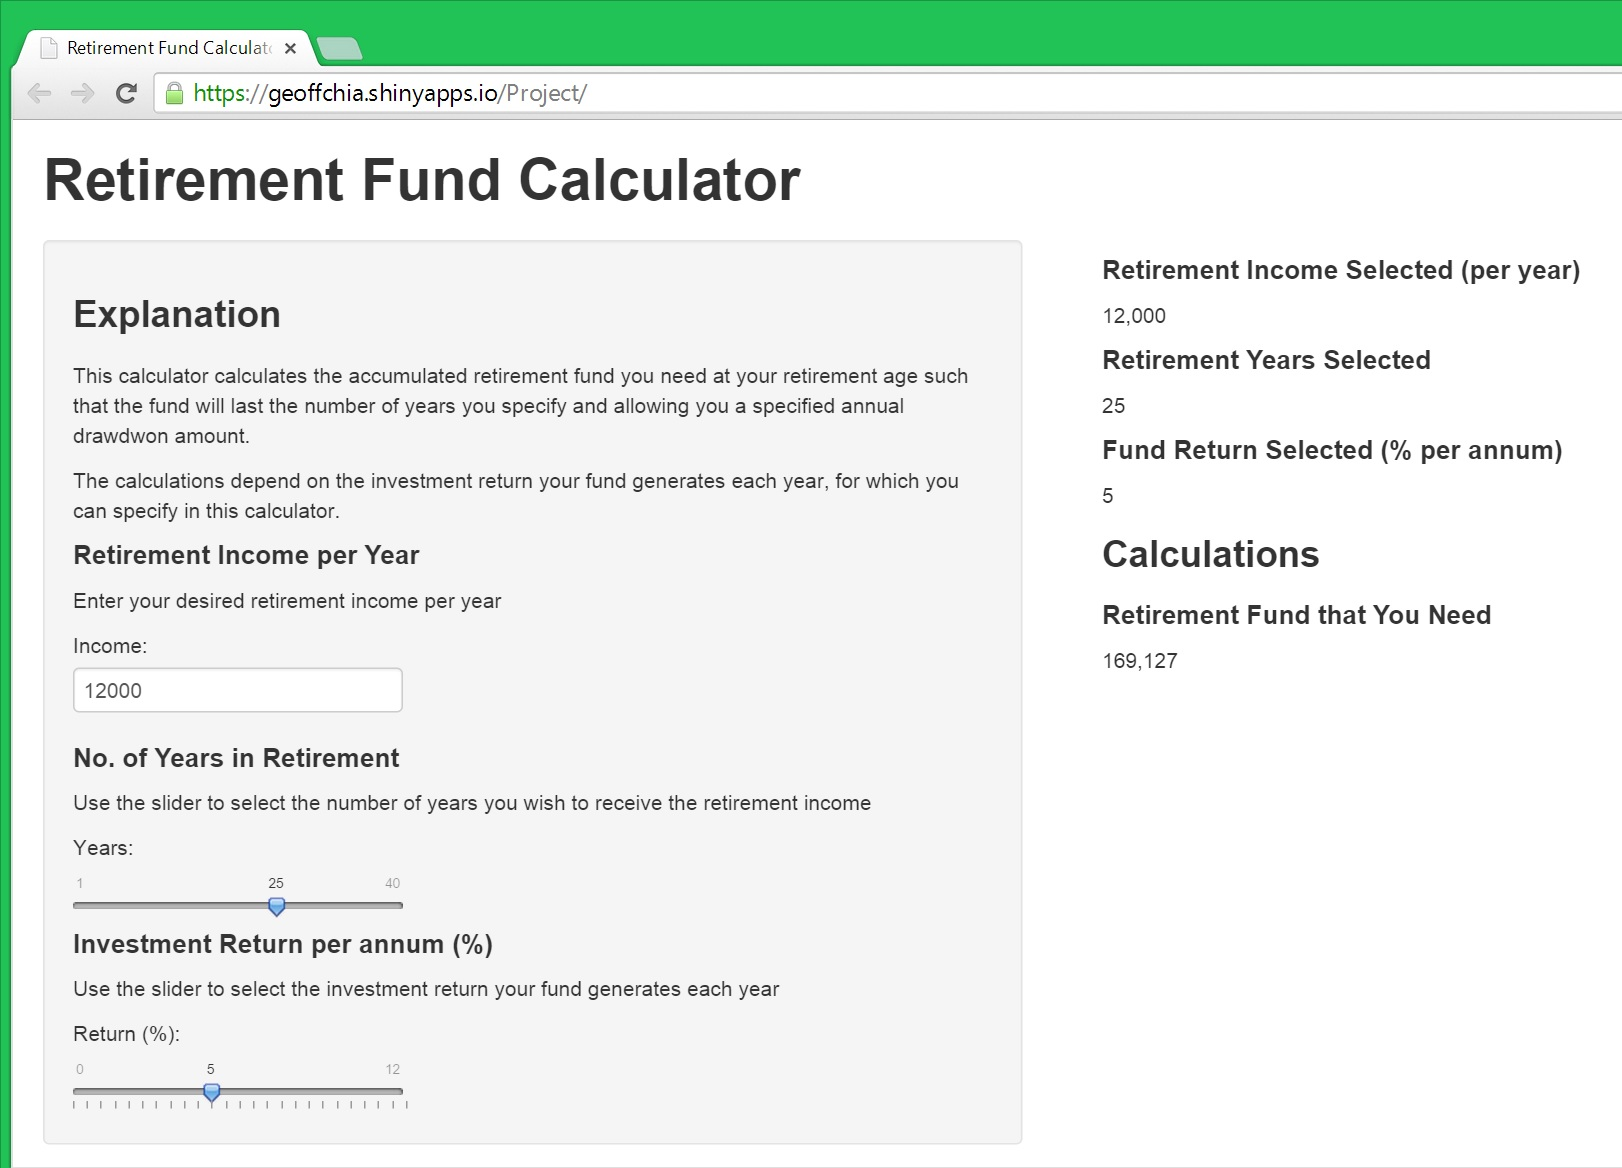 Retirement Fund Calculat
https://geoffchia.shinyapps.io/Project/
Retirement Fund Calculator
Explanation
This calculator calculates the accumulated retirement fund you need at your retirement age such
that the fund will last the number of years you specify and allowing you a specified annual
drawdwon amount.
The calculations depend on the investment return your fund generates each year, for which you
can specify in this calculator.
Retirement Income per Year
Enter your desired retirement income per year
Income:
12000
No. of Years in Retirement
Use the slider to select the number of years you wish to receive the retirement income
Years:
1 25 40
Investment Return per annum (%)
Use the slider to select the investment return your fund generates each year
Return (%):
0 5 12
Retirement Income Selected (per year)
12,000
Retirement Years Selected
25
Fund Return Selected (% per annum)
5
Calculations
Retirement Fund that You Need
169,127